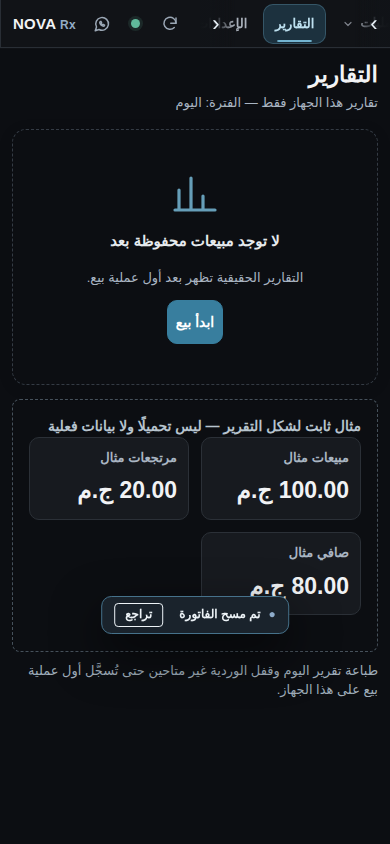 NOVA Rx
التقارير
التقارير
تقارير هذا الجهاز فقط — الفترة: اليوم
لا توجد مبيعات محفوظة بعد
التقارير الحقيقية تظهر بعد أول عملية بيع.
ابدأ بيع
مثال ثابت لشكل التقرير — ليس تحميلًا ولا بيانات فعلية
مبيعات مثال
100.00 ج.م
مرتجعات مثال
20.00 ج.م
صافي مثال
80.00 ج.م
تم مسح الفاتورة
تراجع
طباعة تقرير اليوم وقفل الوردية غير متاحين حتى تُسجَّل أول عملية
بيع على هذا الجهاز.